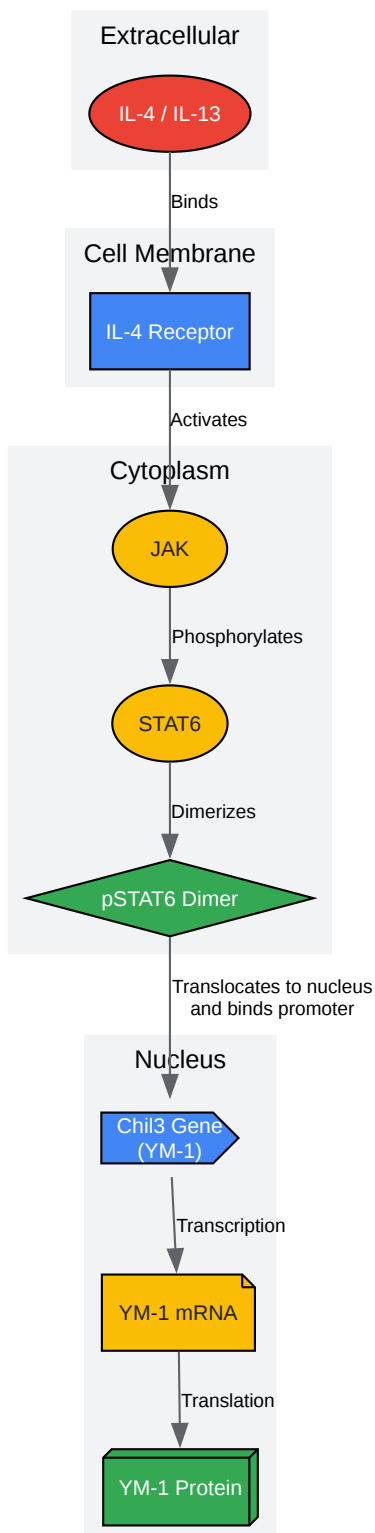 Extracellular
IL-4 / IL-13
Binds
Cell Membrane
IL-4 Receptor
Activates
Cytoplasm
JAK
Phosphorylates
STAT6
Dimerizes
pSTAT6 Dimer
Translocates to nucleus
and binds promoter
Nucleus
Chil3 Gene
(YM-1)
Transcription
YM-1 mRNA
Translation
YM-1 Protein